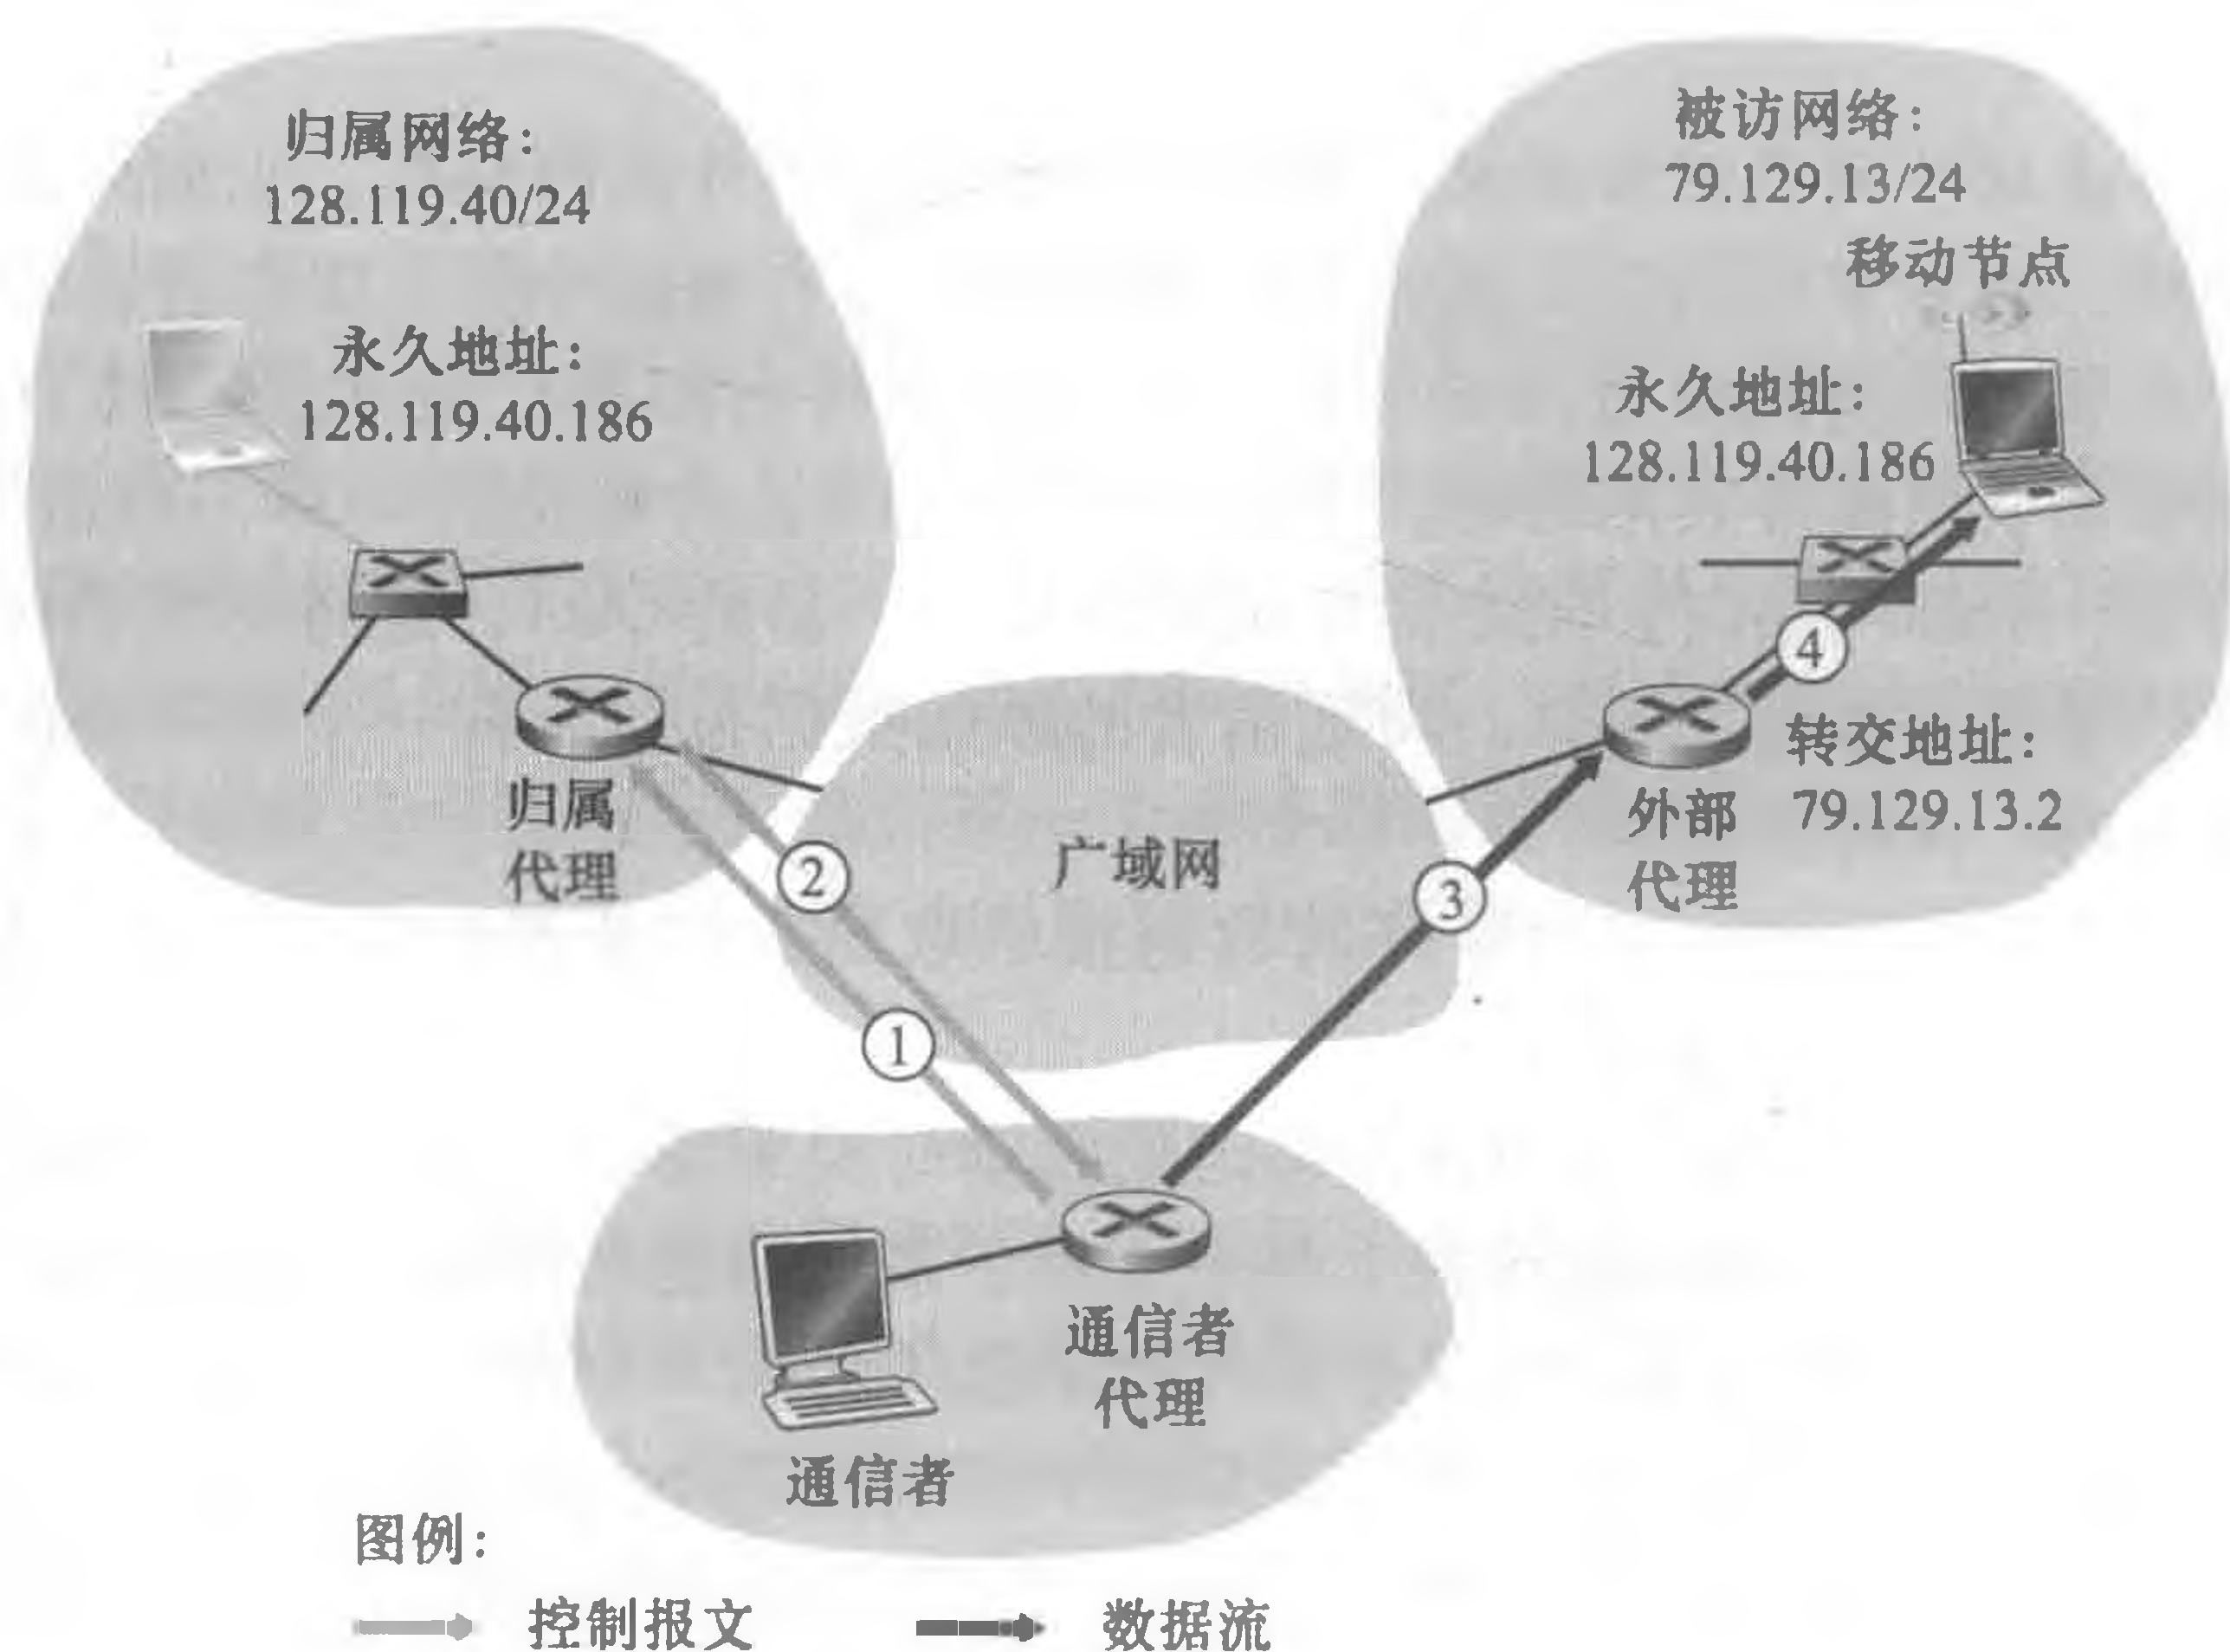 归属网络：
128.119.40/24
永久地址：
128.119.40.186
归属
代理
被访网络：
79.129.13/24
移动节点
永久地址：
128.119.40.186
④
转交地址：
79.129.13.2
外部
代理
广域网
②
③
①
通信者
代理
通信者
图例：
控制报文
数据流